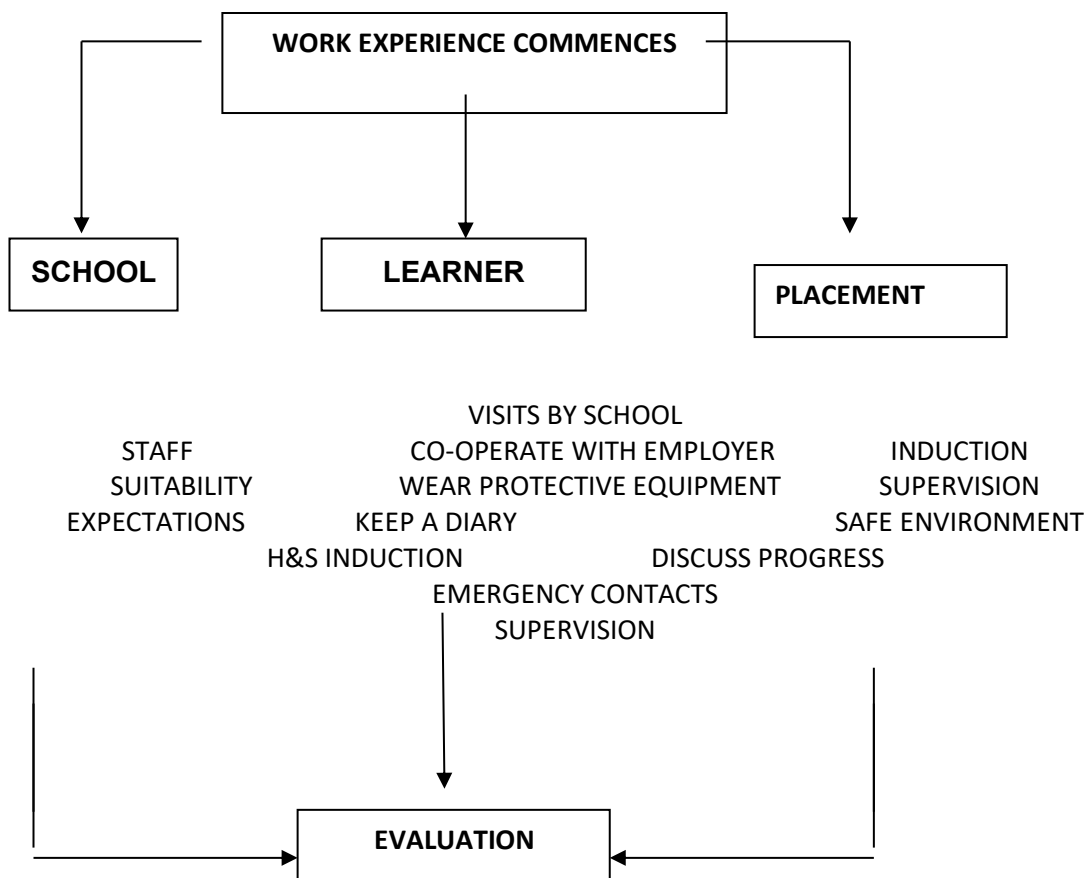 WORK EXPERIENCE COMMENCES
SCHOOL
LEARNER
PLACEMENT
VISITS BY SCHOOL
STAFF CO-OPERATE WITH EMPLOYER INDUCTION
SUITABILITY WEAR PROTECTIVE EQUIPMENT SUPERVISION
EXPECTATIONS KEEP A DIARY SAFE ENVIRONMENT
H&S INDUCTION DISCUSS PROGRESS
EMERGENCY CONTACTS
SUPERVISION
EVALUATION